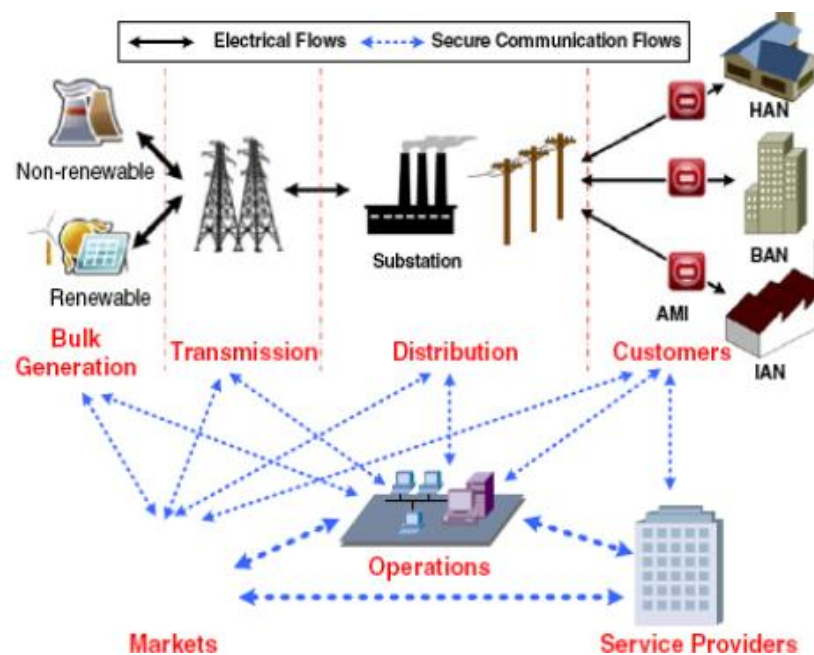 Electrical Flows
Secure Communication Flows
Non-renewable
Renewable
Substation
HAN
BAN
AMI
IAN
Bulk
Generation
Transmission
Distribution
Customers
Operations
Markets
Service Providers